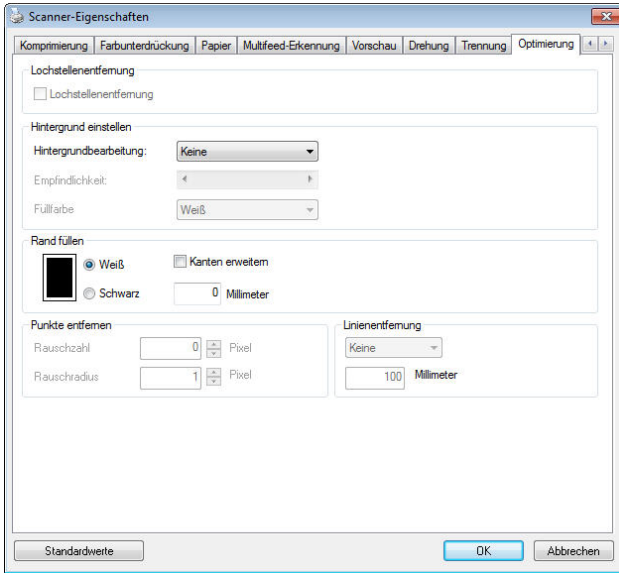 Scanner-Eigenschaften
Komprimierung Farbunterdrückung Papier Multifeed-Erkennung Vorschau Drehung Trennung Optimierung
Lochstellenentfernung
Lochstellenentfernung
Hintergrund einstellen
Hintergrundbearbeitung: Keine
Empfindlichkeit:
Füllfarbe Weiß
Rand füllen
Weiß Kanten erweitern
Schwarz 0 Millimeter
Punkte entfernen Linienentfernung
Rauschzahl 0 Pixel Keine
Rauschradius 1 Pixel 100 Millimeter
Standardwerte OK Abbrechen